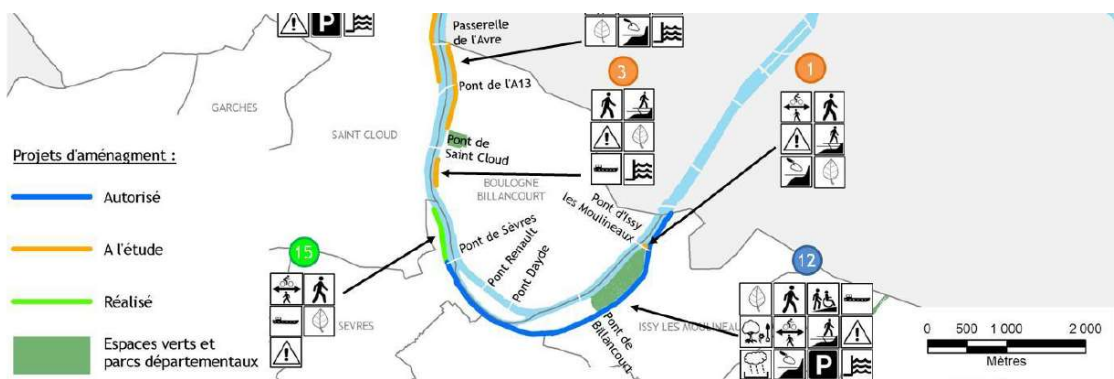 P
Passerelle
de l'Avre
3
1
Pont de l'A13
GARCHES
SAINT CLOUD
Pont de
Saint Cloud
Projets d'aménagment :
BOULOGNE
BILLANCOURT
Pont d'Issy
les Moulineaux
Autorisé
A l'étude
Pont de Sèvres
Pont Renault
Pont Daydé
15
12
Réalisé
SEVRES
Pont de
Billancourt
ISSY LES MOULINEAU
Espaces verts et
parcs départementaux
P
0 500 1 000 2 000
Mètres